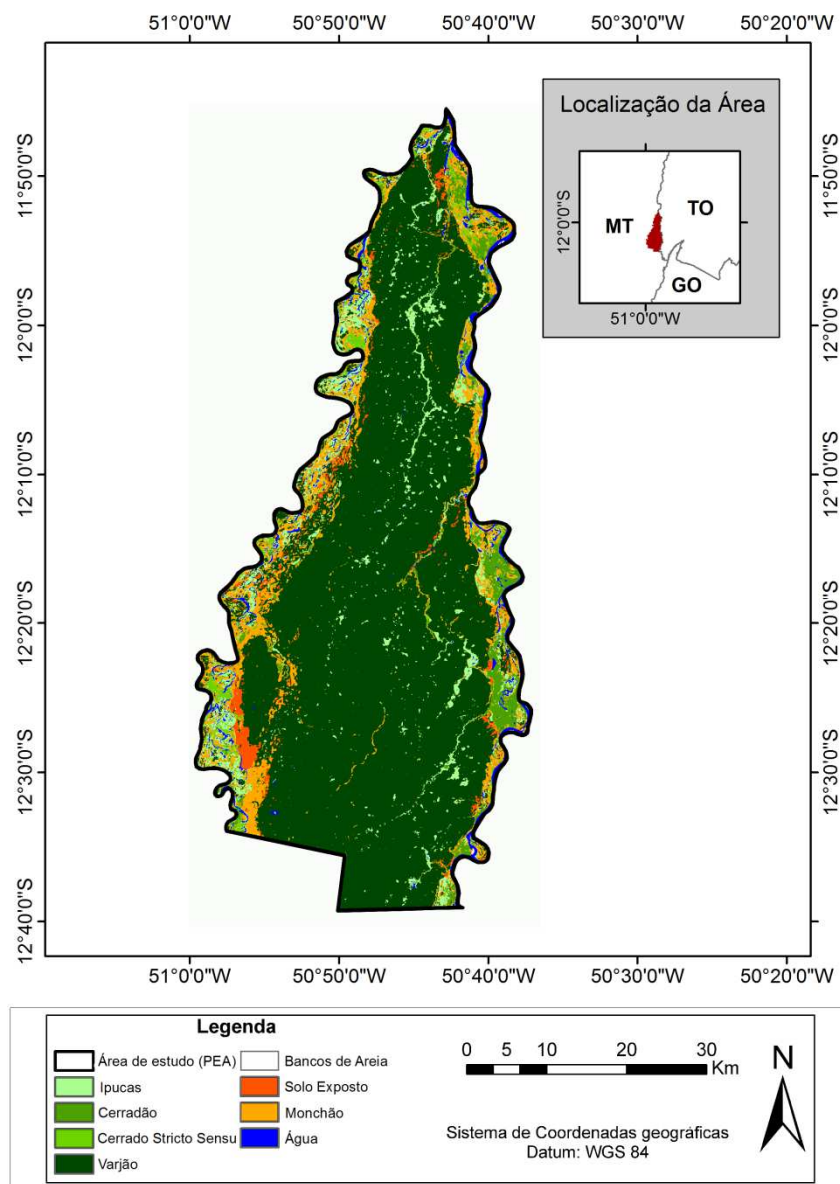 51°0'0"W 50°50'0"W 50°40'0"W 50°30'0"W 50°20'0"W
Localização da Área
MT
TO
GO
12°0'0"S
51°0'0"W
11°50'0"S
11°50'0"S
12°0'0"S
12°0'0"S
12°10'0"S
12°10'0"S
12°20'0"S
12°20'0"S
12°30'0"S
12°30'0"S
12°40'0"S
12°40'0"S
51°0'0"W 50°50'0"W 50°40'0"W 50°30'0"W 50°20'0"W
Legenda
Área de estudo (PEA)
Ipucas
Cerradão
Cerrado Stricto Sensu
Varjão
Bancos de Areia
Solo Exposto
Monchão
Água
0 5 10 20 30
Km
Sistema de Coordenadas geográficas
Datum: WGS 84
N